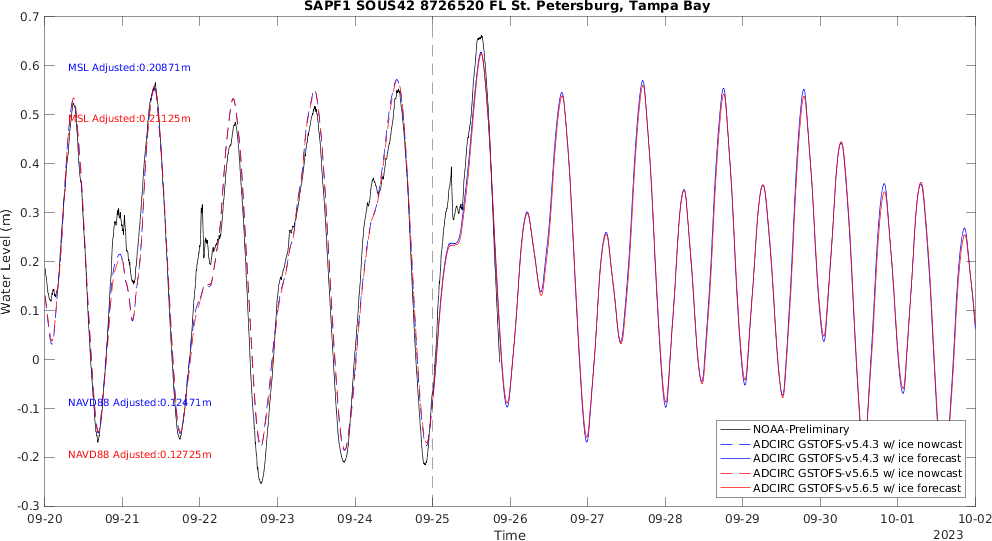 SAPF1 SOUS42 8726520 FL St. Petersburg, Tampa Bay
0.7
0.6
0.5
0.4
0.3
0.2
0.1
0
-0.1
-0.2
-0.3
Water Level (m)
MSL Adjusted:0.20871m
MSL Adjusted:0.21125m
NAVD88 Adjusted:0.12471m
NAVD88 Adjusted:0.12725m
NOAA-Preliminary
ADCIRC GSTOFS-v5.4.3 w/ ice nowcast
ADCIRC GSTOFS-v5.4.3 w/ ice forecast
ADCIRC GSTOFS-v5.6.5 w/ ice nowcast
ADCIRC GSTOFS-v5.6.5 w/ ice forecast
09-20 09-21 09-22 09-23 09-24 09-25 09-26 09-27 09-28 09-29 09-30 10-01 10-02
Time
2023